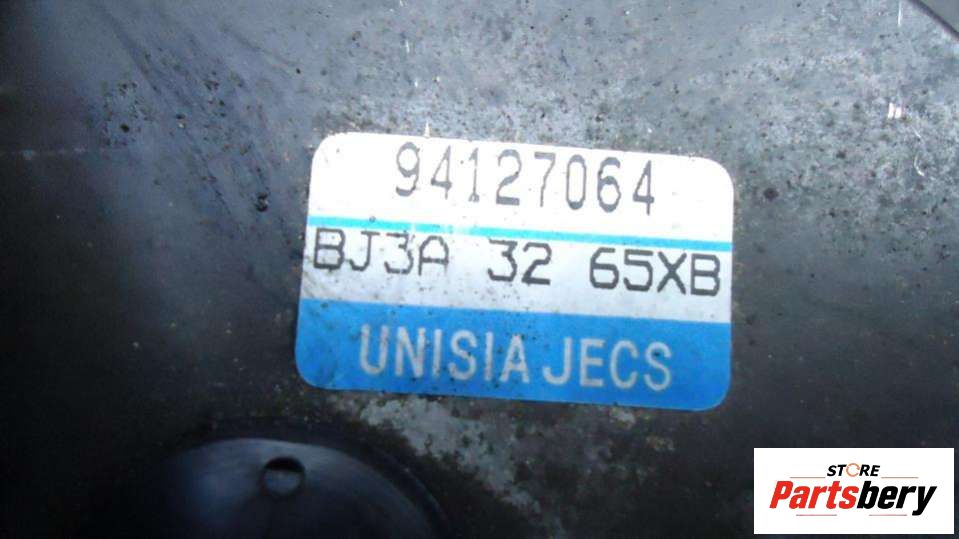 94127064
BJ3A 32 65XB
UNISIA JECS
STORE
Partsbery